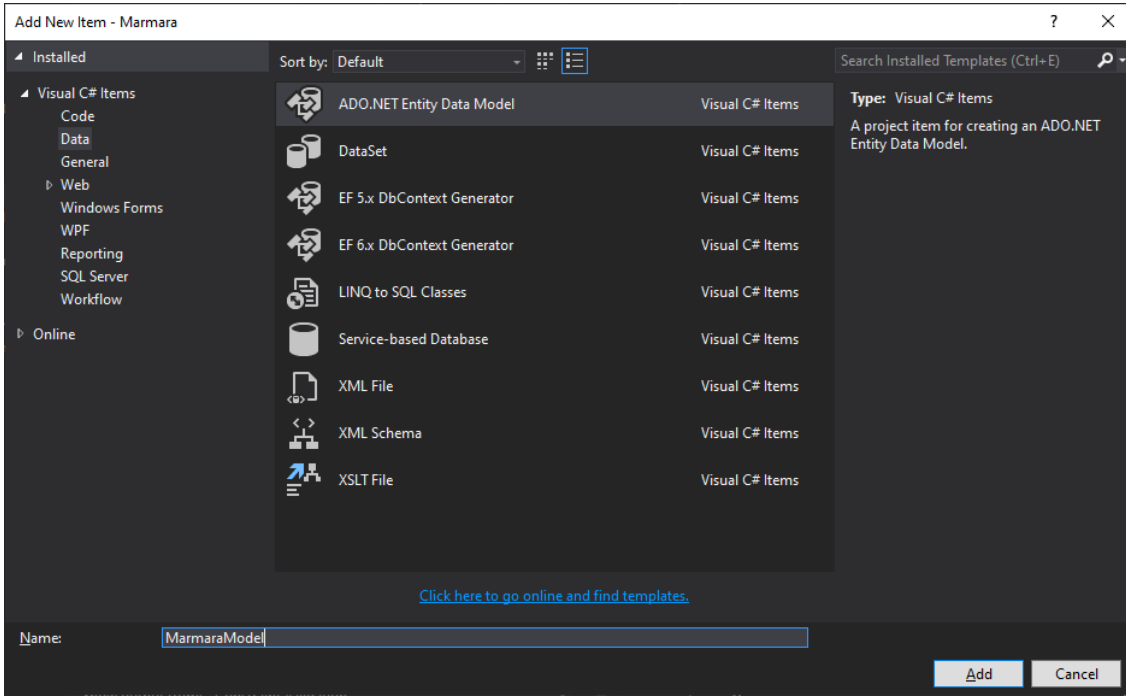 Add New Item - Marmara
? ×
Installed
Sort by: Default
Search Installed Templates (Ctrl+E)
Visual C# Items
Code
Data
General
Web
Windows Forms
WPF
Reporting
SQL Server
Workflow
Online
ADO.NET Entity Data Model Visual C# Items
DataSet Visual C# Items
EF 5.x DbContext Generator Visual C# Items
EF 6.x DbContext Generator Visual C# Items
LINQ to SQL Classes Visual C# Items
Service-based Database Visual C# Items
XML File Visual C# Items
XML Schema Visual C# Items
XSLT File Visual C# Items
Type: Visual C# Items
A project item for creating an ADO.NET
Entity Data Model.
Click here to go online and find templates.
Name: MarmaraModel
Add Cancel